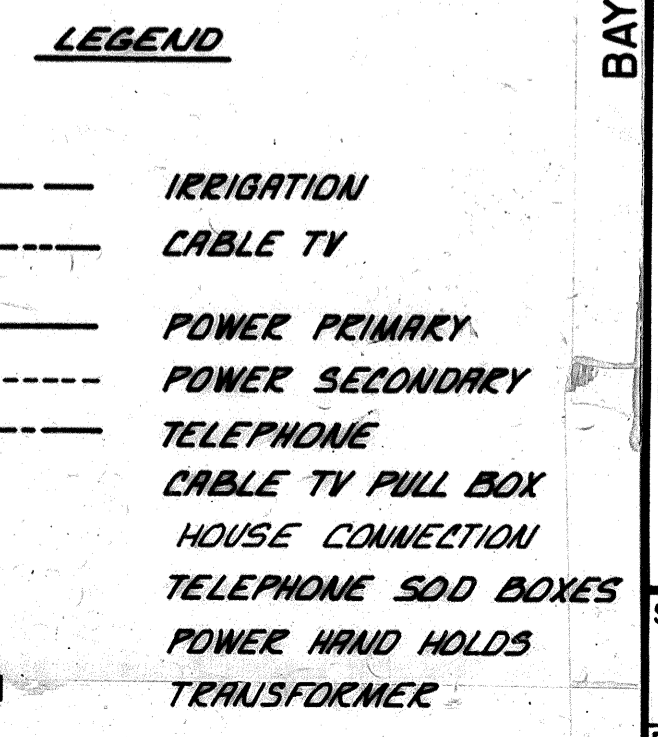 LEGEND
BAY
IRRIGATION
CABLE TV
POWER PRIMARY
POWER SECONDARY
TELEPHONE
CABLE TV PULL BOX
HOUSE CONNECTION
TELEPHONE SOD BOXES
POWER HAND HOLDS
TRANSFORMER